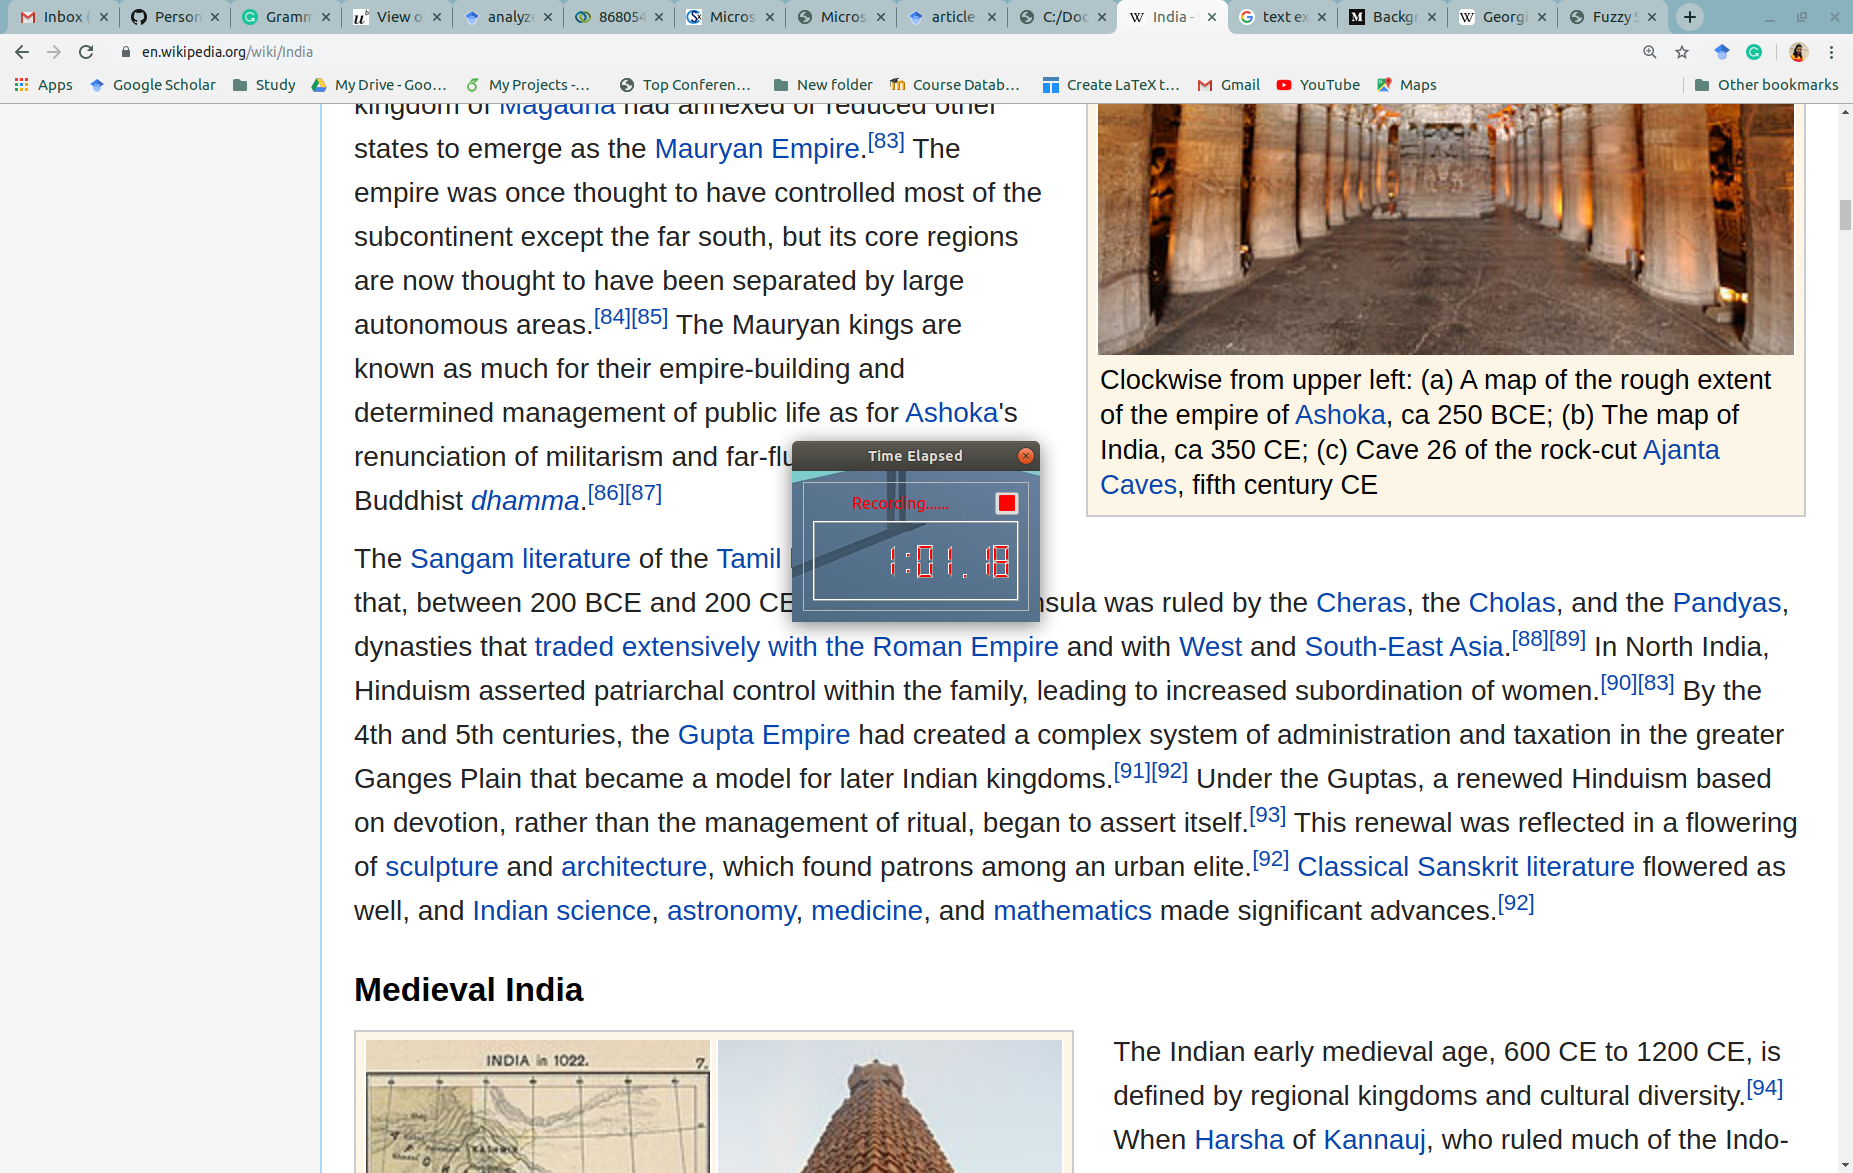 Inbox (
Person
Gramm
View o
analyze
868054
Micros
Micros
article
C:/Doc
India -
text ex
Backgr
Georgi
Fuzzy S
en.wikipedia.org/wiki/India
Apps
Google Scholar
Study
My Drive - Goo...
My Projects -...
Top Conferen...
New folder
Course Datab...
Create LaTeX t...
Gmail
YouTube
Maps
Other bookmarks
kingdom of Magadha had annexed or reduced other
states to emerge as the Mauryan Empire.[83] The
empire was once thought to have controlled most of the
subcontinent except the far south, but its core regions
are now thought to have been separated by large
autonomous areas.[84][85] The Mauryan kings are
known as much for their empire-building and
determined management of public life as for Ashoka's
renunciation of militarism and far-flu
Buddhist dhamma.[86][87]
Clockwise from upper left: (a) A map of the rough extent
of the empire of Ashoka, ca 250 BCE; (b) The map of
India, ca 350 CE; (c) Cave 26 of the rock-cut Ajanta
Caves, fifth century CE
Time Elapsed
Recording......
1:01.18
The Sangam literature of the Tamil
that, between 200 BCE and 200 CE nsula was ruled by the Cheras, the Cholas, and the Pandyas,
dynasties that traded extensively with the Roman Empire and with West and South-East Asia.[88][89] In North India,
Hinduism asserted patriarchal control within the family, leading to increased subordination of women.[90][83] By the
4th and 5th centuries, the Gupta Empire had created a complex system of administration and taxation in the greater
Ganges Plain that became a model for later Indian kingdoms.[91][92] Under the Guptas, a renewed Hinduism based
on devotion, rather than the management of ritual, began to assert itself.[93] This renewal was reflected in a flowering
of sculpture and architecture, which found patrons among an urban elite.[92] Classical Sanskrit literature flowered as
well, and Indian science, astronomy, medicine, and mathematics made significant advances.[92]
Medieval India
INDIA in 1022.
7.
The Indian early medieval age, 600 CE to 1200 CE, is
defined by regional kingdoms and cultural diversity.[94]
When Harsha of Kannauj, who ruled much of the Indo-